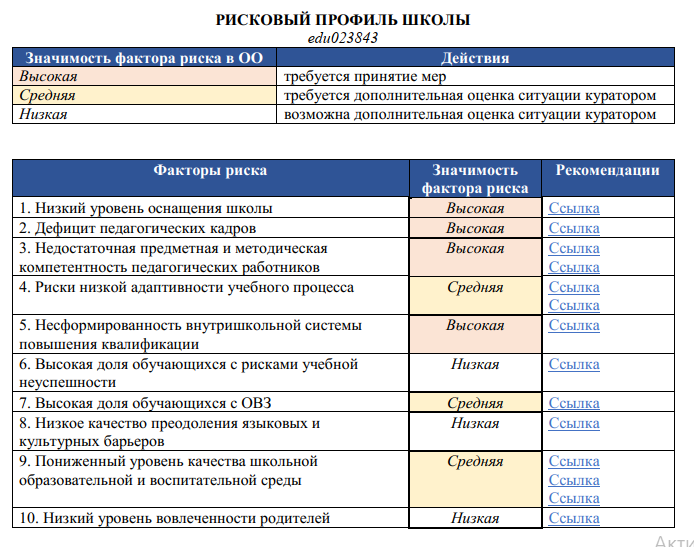 РИСКОВЫЙ ПРОФИЛЬ ШКОЛЫ
edu023843
Значимость фактора риска в ОО Действия
Высокая требуется принятие мер
Средняя требуется дополнительная оценка ситуации куратором
Низкая возможна дополнительная оценка ситуации куратором
Факторы риска Значимость Рекомендации
фактора риска
1. Низкий уровень оснащения школы Высокая Ссылка
2. Дефицит педагогических кадров Высокая Ссылка
3. Недостаточная предметная и методическая Высокая Ссылка
компетентность педагогических работников Ссылка
4. Риски низкой адаптивности учебного процесса Средняя Ссылка
Ссылка
5. Несформированность внутришкольной системы Высокая Ссылка
повышения квалификации
6. Высокая доля обучающихся с рисками учебной Низкая Ссылка
неуспешности
7. Высокая доля обучающихся с ОВЗ Средняя Ссылка
8. Низкое качество преодоления языковых и Низкая Ссылка
культурных барьеров
9. Пониженный уровень качества школьной Средняя Ссылка
образовательной и воспитательной среды Ссылка
Ссылка
10. Низкий уровень вовлеченности родителей Низкая Ссылка